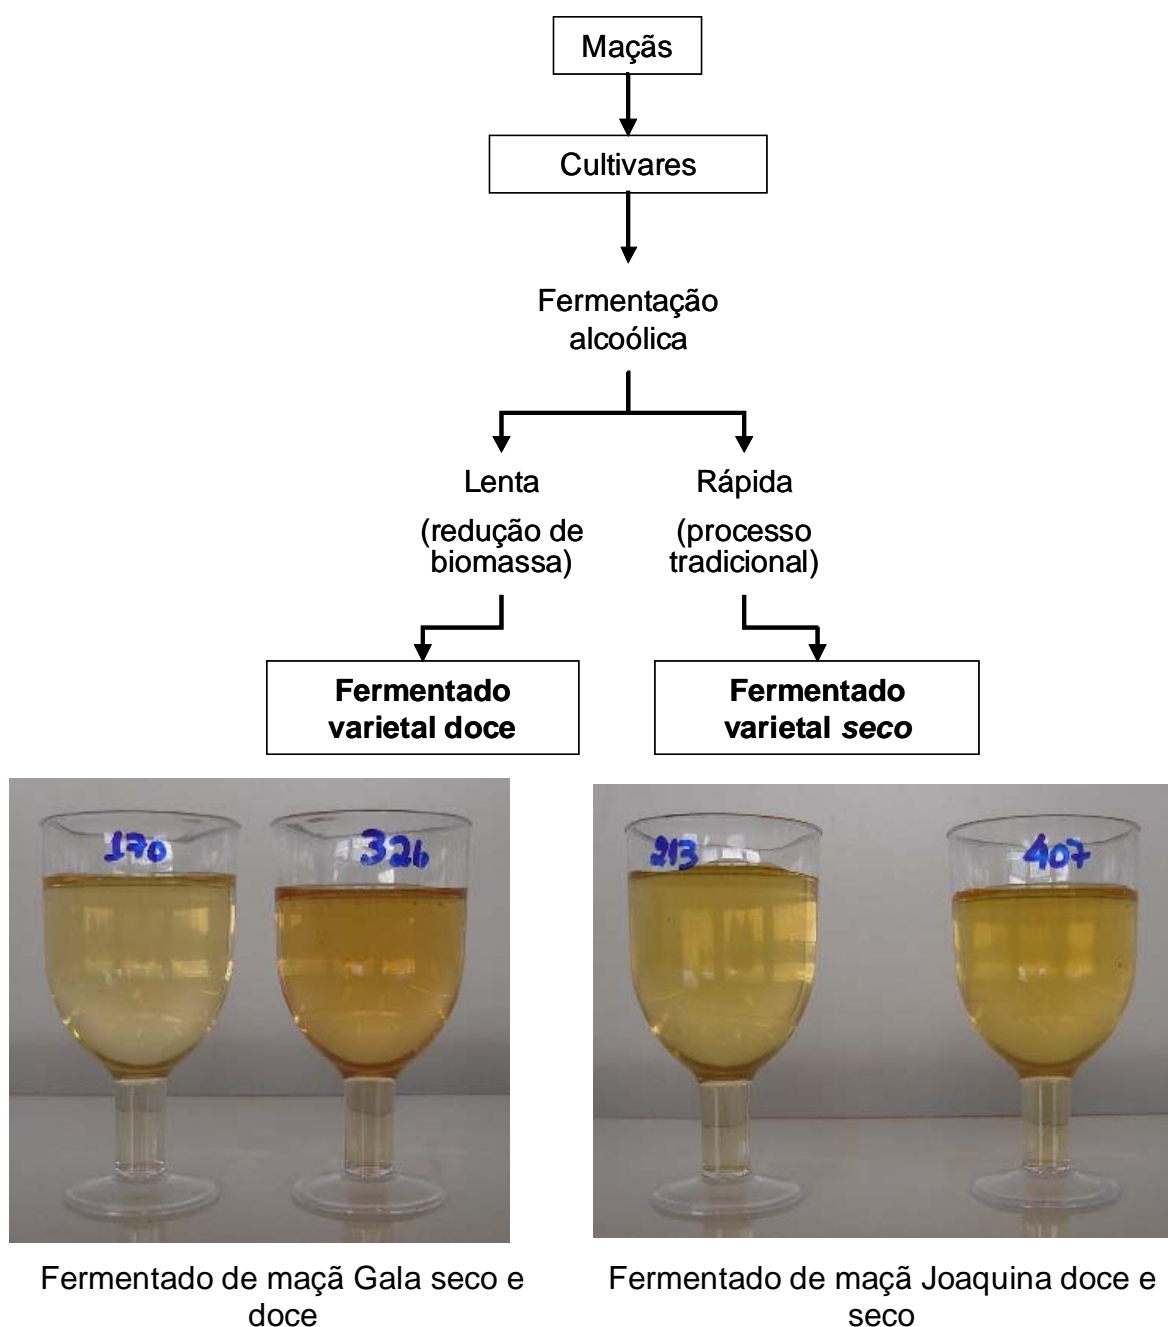 Maçãs
Cultivares
Fermentação
alcoólica
Lenta
(redução de
biomassa)
Rápida
(processo
tradicional)
Fermentado
varietal doce
Fermentado
varietal seco
170
326
213
407
Fermentado de maçã Gala seco e
doce
Fermentado de maçã Joaquina doce e
seco